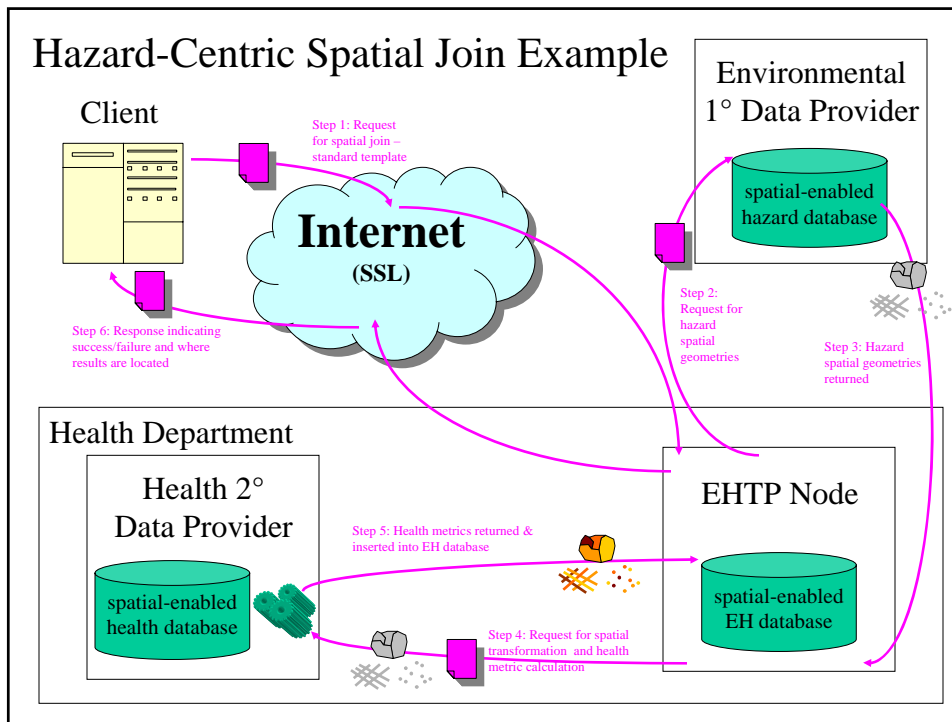 Hazard-Centric Spatial Join Example
Client
Step 1: Request
for spatial join –
standard template
Environmental
1° Data Provider
spatial-enabled
hazard database
Internet
(SSL)
Step 2:
Request for
hazard
spatial
geometries
Step 3: Hazard
spatial geometries
returned
Step 6: Response indicating
success/failure and where
results are located
Health Department
Health 2°
Data Provider
spatial-enabled
health database
Step 5: Health metrics returned &
inserted into EH database
EHTP Node
spatial-enabled
EH database
Step 4: Request for spatial
transformation and health
metric calculation